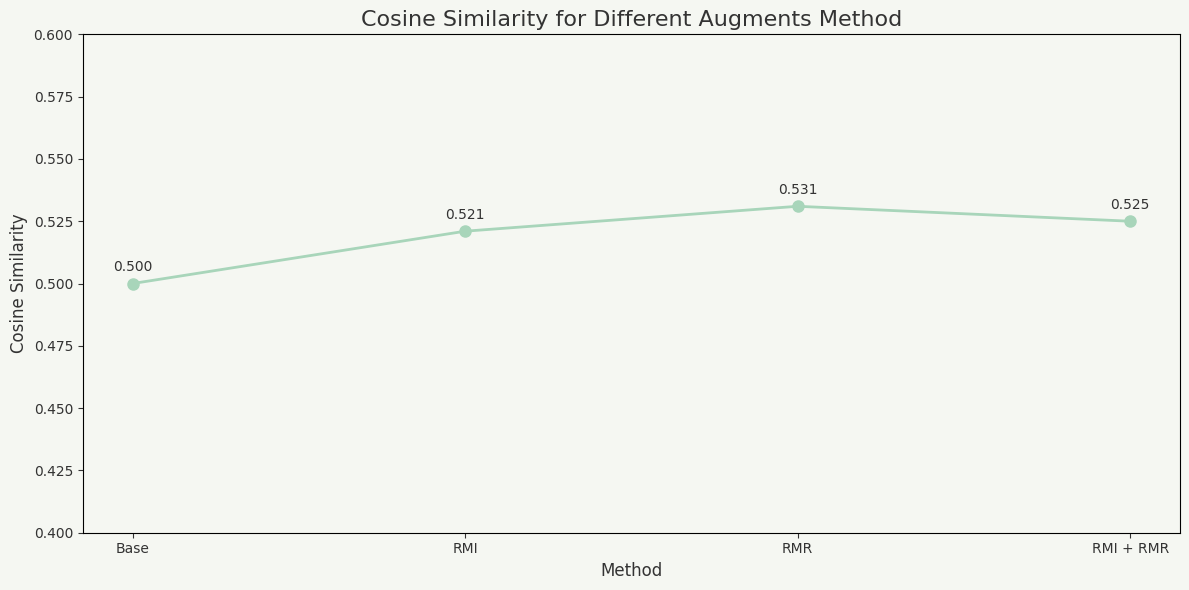 Cosine Similarity for Different Augments Method
0.600
0.575
0.550
0.525
0.500
0.475
0.450
0.425
0.400
Cosine Similarity
0.500
0.521
0.531
0.525
Base
RMI
RMR
RMI + RMR
Method